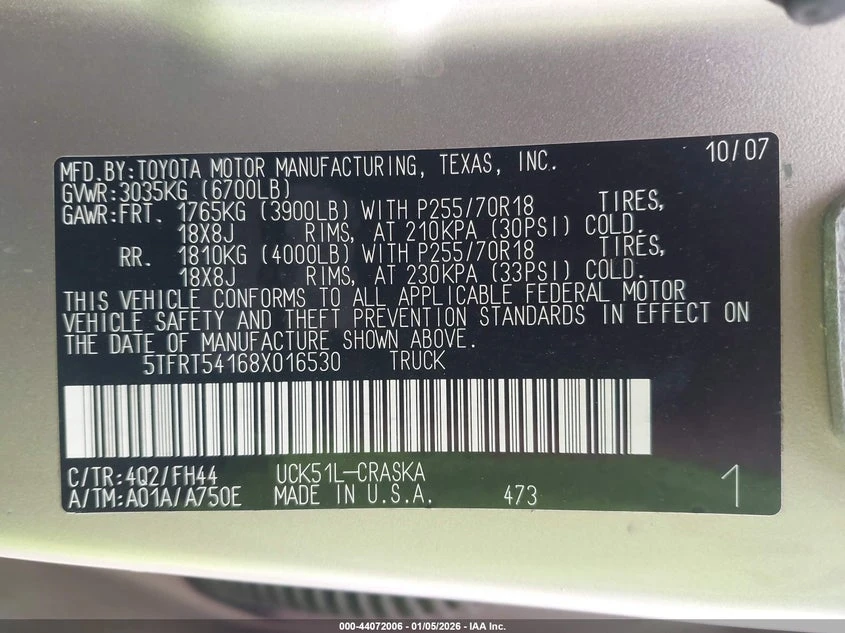 MFD.BY:TOYOTA MOTOR MANUFACTURING, TEXAS, INC. 10/07
GVWR:3035KG (6700LB)
GAWR:FRT. 1765KG (3900LB) WITH P255/70R18 TIRES,
18X8J RIMS, AT 210KPA (30PSI) COLD.
RR. 1810KG (4000LB) WITH P255/70R18 TIRES,
18X8J RIMS, AT 230KPA (33PSI) COLD.
THIS VEHICLE CONFORMS TO ALL APPLICABLE FEDERAL MOTOR
VEHICLE SAFETY AND THEFT PREVENTION STANDARDS IN EFFECT ON
THE DATE OF MANUFACTURE SHOWN ABOVE.
5TFRT54168X016530 TRUCK
C/TR:4Q2/FH44 UCK51L-CRASKA
A/TM:A01A/A750E MADE IN U.S.A. 473 1
000-44072006 - 01/05/2026 - IAA Inc.